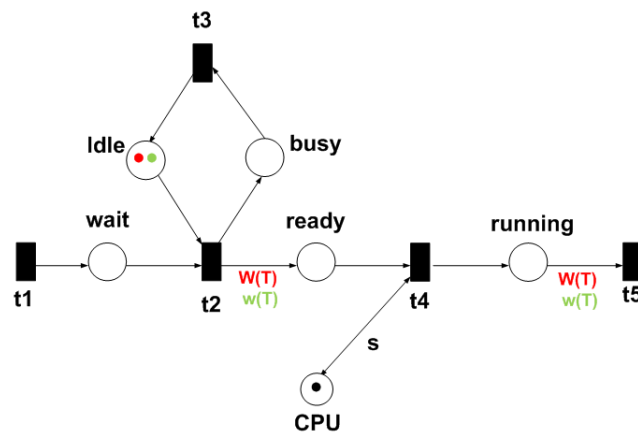 t3
Idle
busy
wait
ready
running
t1
t2
W(T)
w(T)
t4
W(T)
w(T)
t5
s
CPU